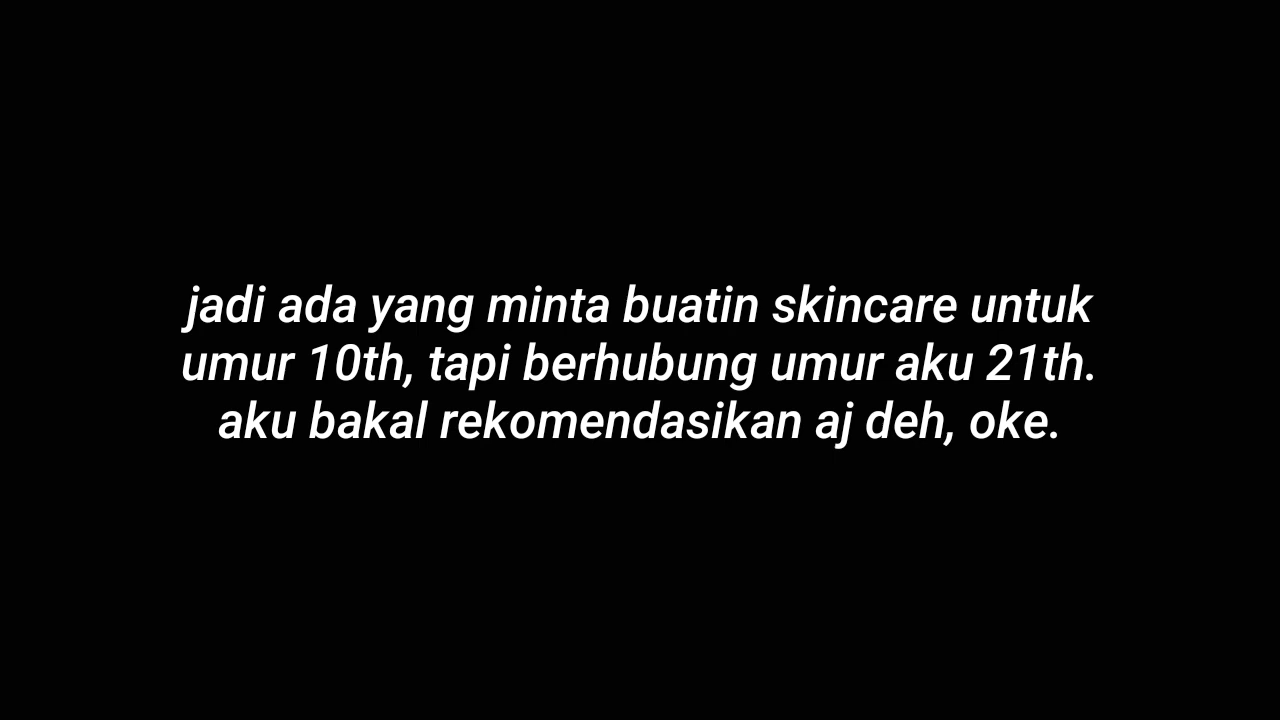 jadi ada yang minta buatin skincare untuk
umur 10th, tapi berhubung umur aku 21th.
aku bakal rekomendasikan aj deh, oke.